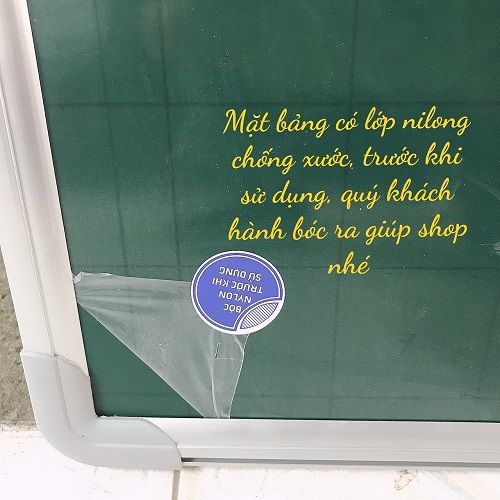 Mặt bảng có lớp nilong
chống xước, trước khi
sử dụng, quý khách
hành bóc ra giúp shop
nhé
BÓC
NYLON
TRƯỚC KHI
SỬ DỤNG